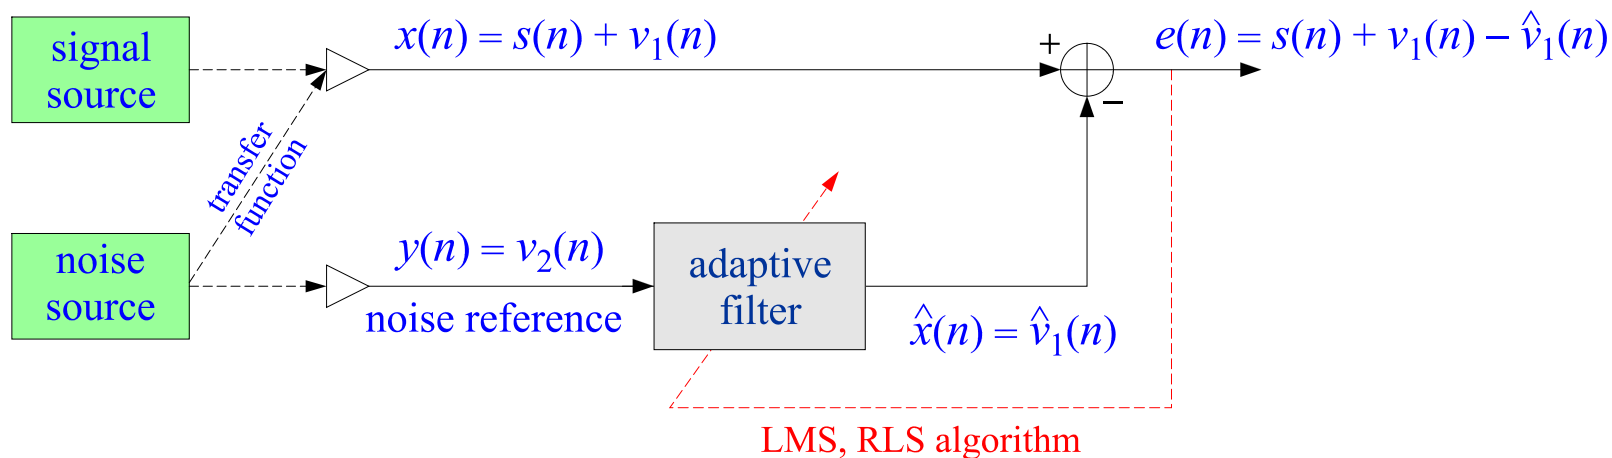 signal
source
x(n) = s(n) + v₁(n)
+
−
e(n) = s(n) + v₁(n) − v̂₁(n)
transfer
function
noise
source
y(n) = v₂(n)
noise reference
adaptive
filter
x̂(n) = v̂₁(n)
LMS, RLS algorithm